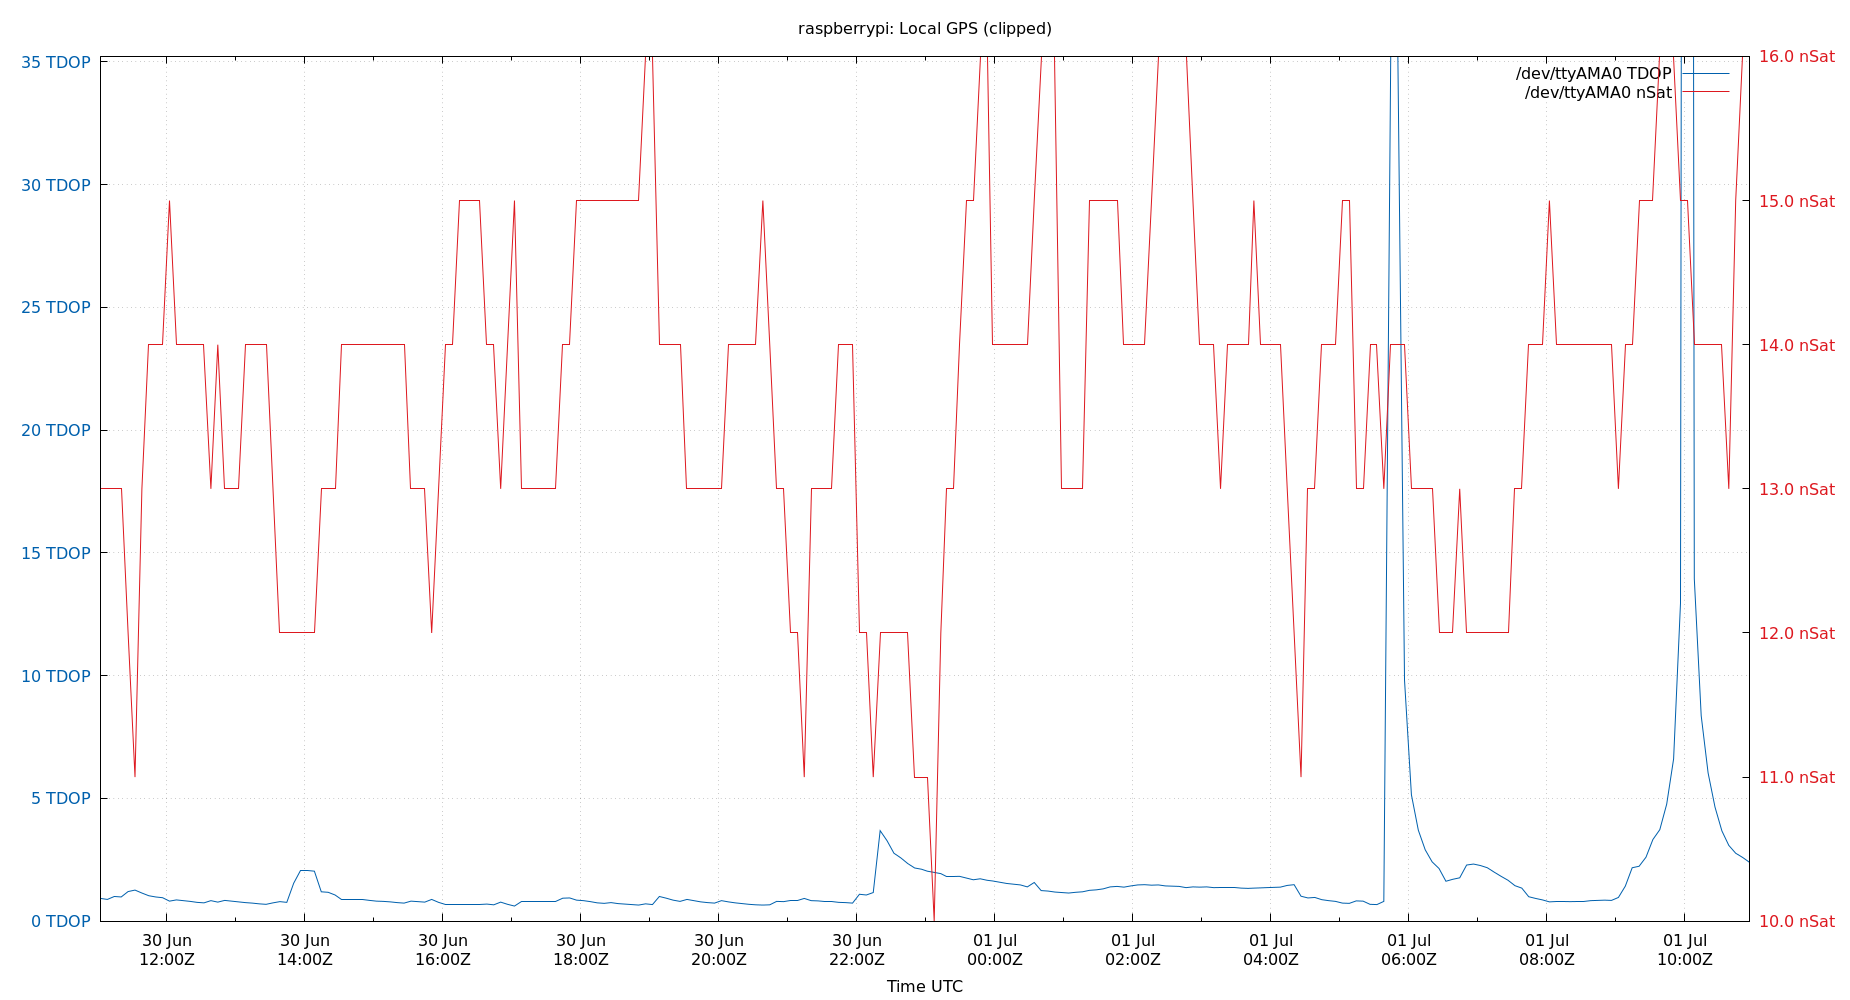 raspberrypi: Local GPS (clipped)
35 TDOP
30 TDOP
25 TDOP
20 TDOP
15 TDOP
10 TDOP
5 TDOP
0 TDOP
16.0 nSat
15.0 nSat
14.0 nSat
13.0 nSat
12.0 nSat
11.0 nSat
10.0 nSat
/dev/ttyAMA0 TDOP
/dev/ttyAMA0 nSat
30 Jun
12:00Z
30 Jun
14:00Z
30 Jun
16:00Z
30 Jun
18:00Z
30 Jun
20:00Z
30 Jun
22:00Z
01 Jul
00:00Z
01 Jul
02:00Z
01 Jul
04:00Z
01 Jul
06:00Z
01 Jul
08:00Z
01 Jul
10:00Z
Time UTC